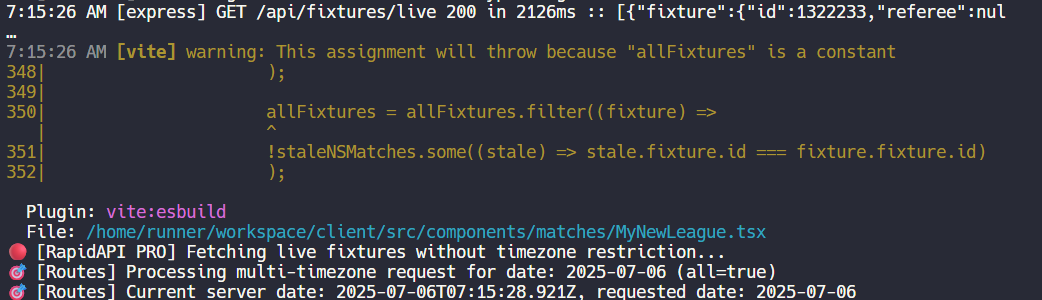 7:15:26 AM [express] GET /api/fixtures/live 200 in 2126ms :: [{"fixture":{"id":1322233,"referee":nul
…
7:15:26 AM [vite] warning: This assignment will throw because "allFixtures" is a constant
348|                    );
349|
350|                    allFixtures = allFixtures.filter((fixture) =>
   |                    ^
351|                    !staleNSMatches.some((stale) => stale.fixture.id === fixture.fixture.id)
352|                    );
Plugin: vite:esbuild
File: /home/runner/workspace/client/src/components/matches/MyNewLeague.tsx
🔴 [RapidAPI PRO] Fetching live fixtures without timezone restriction...
🎯 [Routes] Processing multi-timezone request for date: 2025-07-06 (all=true)
🎯 [Routes] Current server date: 2025-07-06T07:15:28.921Z, requested date: 2025-07-06